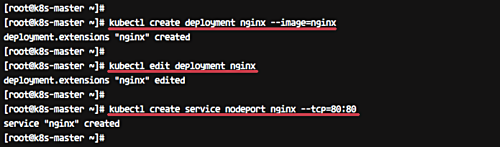 [root@k8s-master ~]#
[root@k8s-master ~]# kubectl create deployment nginx --image=nginx
deployment.extensions "nginx" created
[root@k8s-master ~]#
[root@k8s-master ~]# kubectl edit deployment nginx
deployment.extensions "nginx" edited
[root@k8s-master ~]#
[root@k8s-master ~]# kubectl create service nodeport nginx --tcp=80:80
service "nginx" created
[root@k8s-master ~]#